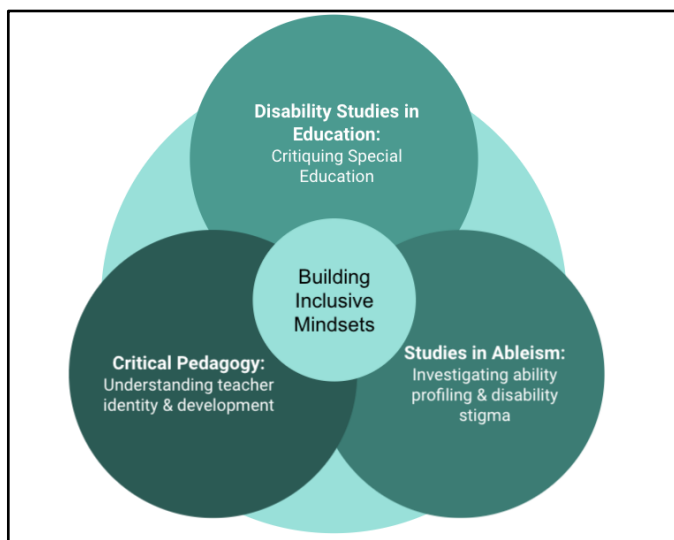 Disability Studies in
Education:
Critiquing Special
Education
Building
Inclusive
Mindsets
Critical Pedagogy:
Understanding teacher
identity & development
Studies in Ableism:
Investigating ability
profiling & disability
stigma